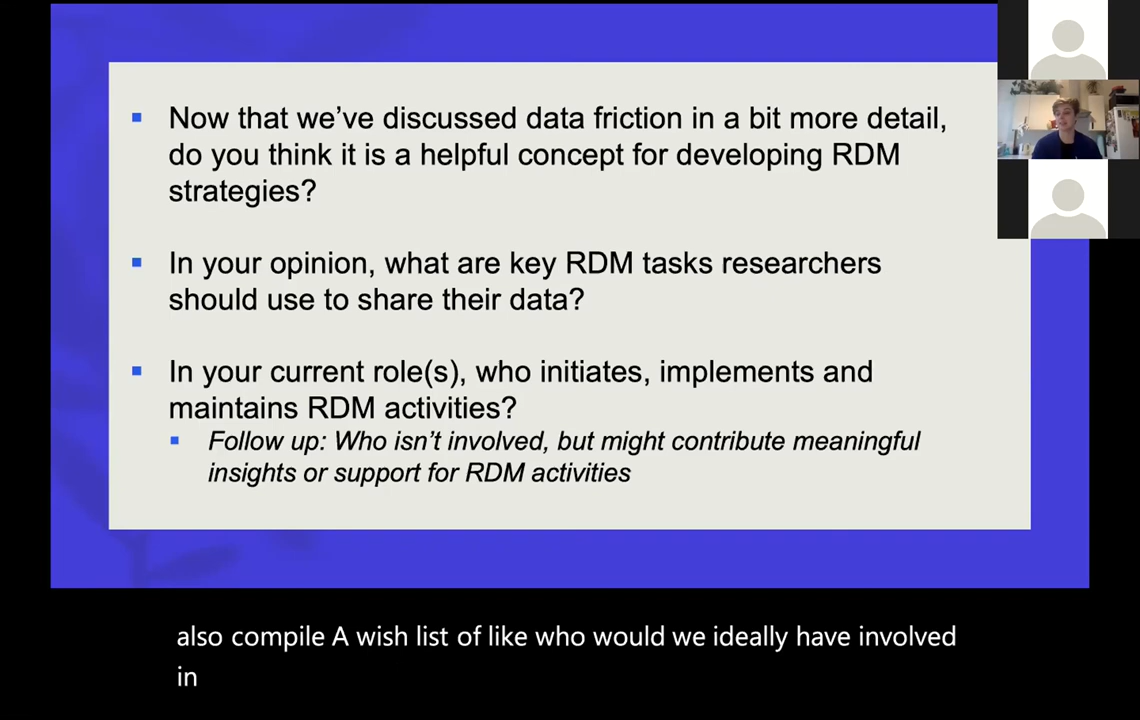 Now that we've discussed data friction in a bit more detail,
do you think it is a helpful concept for developing RDM
strategies?
In your opinion, what are key RDM tasks researchers
should use to share their data?
In your current role(s), who initiates, implements and
maintains RDM activities?
Follow up: Who isn't involved, but might contribute meaningful
insights or support for RDM activities
also compile A wish list of like who would we ideally have involved
in